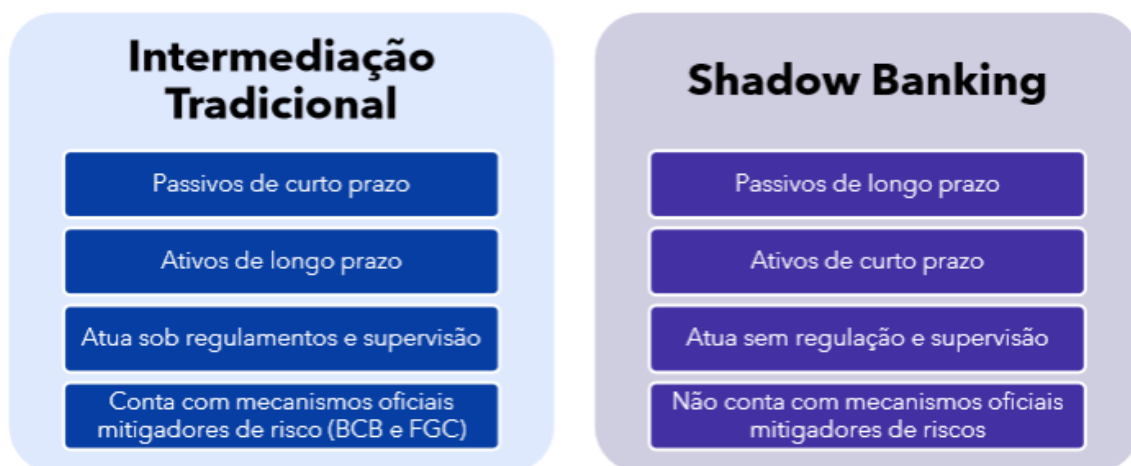 Intermediação
Tradicional
Passivos de curto prazo
Ativos de longo prazo
Atua sob regulamentos e supervisão
Conta com mecanismos oficiais
mitigadores de risco (BCB e FGC)
Shadow Banking
Passivos de longo prazo
Ativos de curto prazo
Atua sem regulação e supervisão
Não conta com mecanismos oficiais
mitigadores de riscos